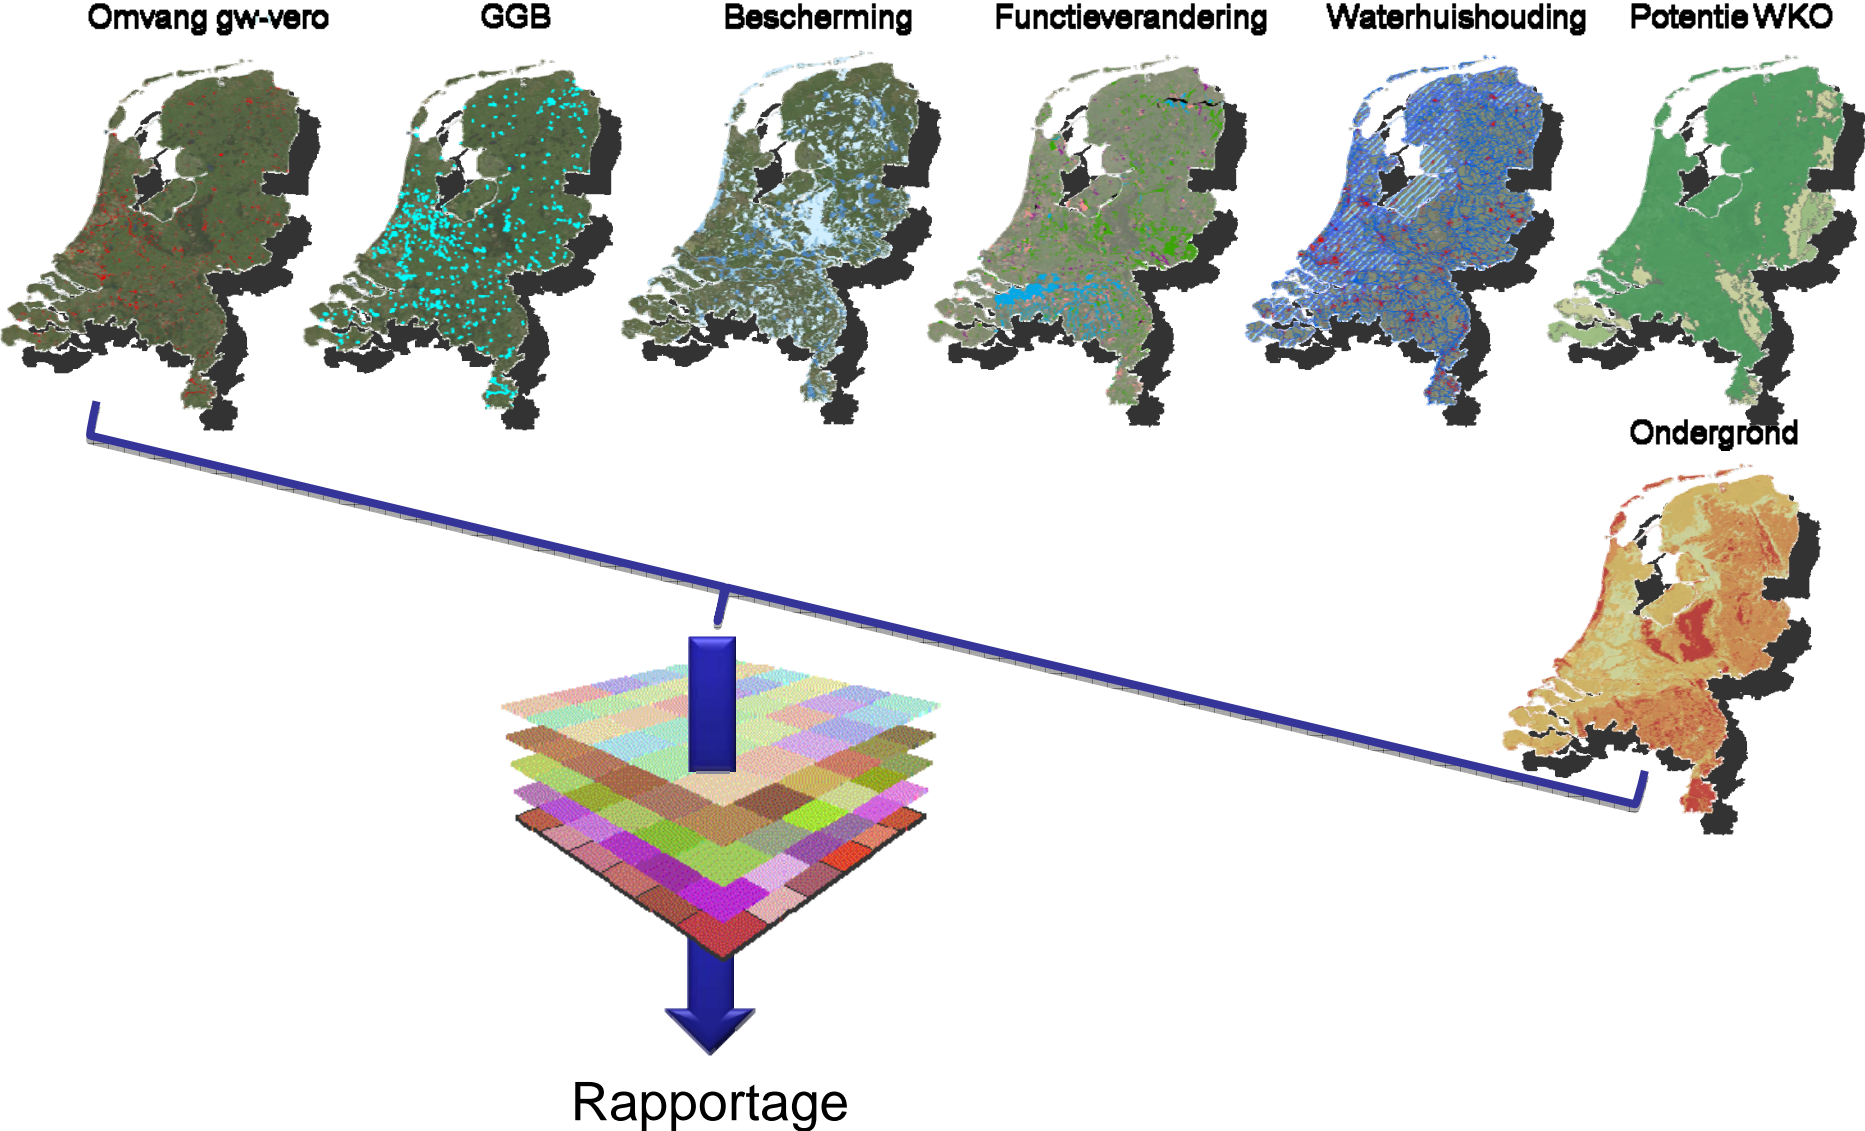 Omvang gw-vero
GGB
Bescherming
Functieverandering
Waterhuishouding
Potentie WKO
Ondergrond
Rapportage